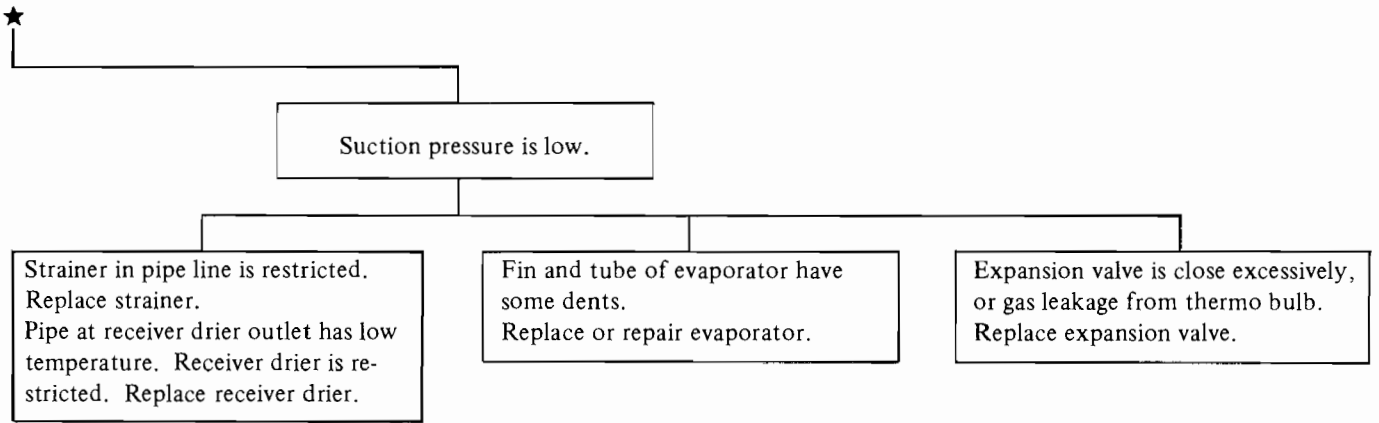 ★
Suction pressure is low.
Strainer in pipe line is restricted.
Replace strainer.
Pipe at receiver drier outlet has low
temperature. Receiver drier is re-
stricted. Replace receiver drier.
Fin and tube of evaporator have
some dents.
Replace or repair evaporator.
Expansion valve is close excessively,
or gas leakage from thermo bulb.
Replace expansion valve.